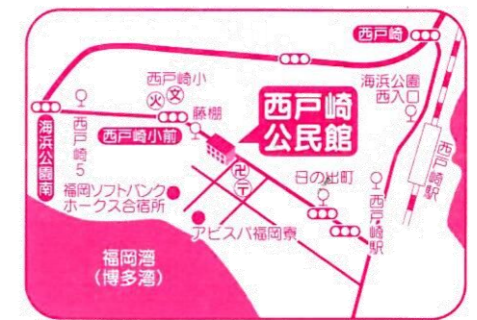 西戸崎
海浜公園
西入口
西戸崎小
火
文
藤棚
西戸崎
公民館
海浜公園南
西戸崎5
西戸崎小前
西戸崎駅
卍
〒
日の出町
福岡ソフトバンク
ホークス合宿所
西戸崎駅
アビスパ福岡寮
福岡湾
(博多湾)